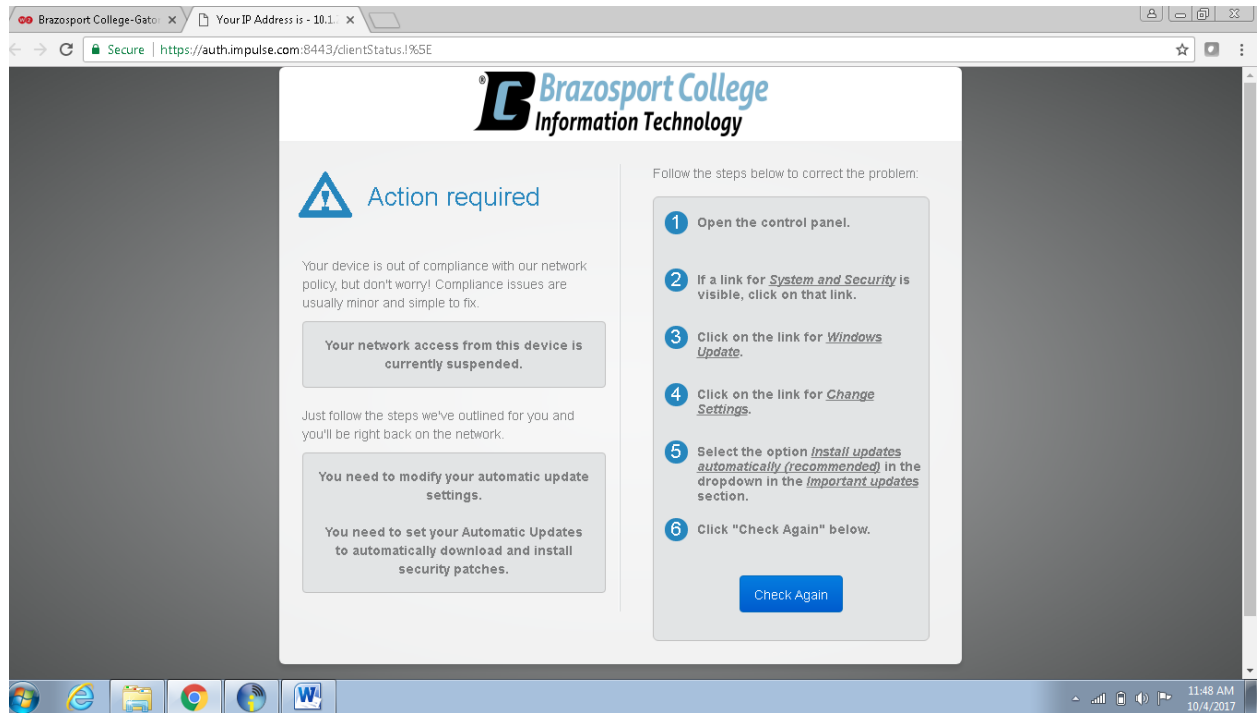 Brazosport College-Gato
Your IP Address is - 10.1.
Secure | https://auth.impulse.com:8443/clientStatus.!%5E
Brazosport College
Information Technology
Action required
Your device is out of compliance with our network
policy, but don't worry! Compliance issues are
usually minor and simple to fix.
Your network access from this device is
currently suspended.
Just follow the steps we've outlined for you and
you'll be right back on the network.
You need to modify your automatic update
settings.
You need to set your Automatic Updates
to automatically download and install
security patches.
Follow the steps below to correct the problem:
1 Open the control panel.
2 If a link for System and Security is
visible, click on that link.
3 Click on the link for Windows
Update.
4 Click on the link for Change
Settings.
5 Select the option Install updates
automatically (recommended) in the
dropdown in the Important updates
section.
6 Click "Check Again" below.
Check Again
11:48 AM
10/4/2017